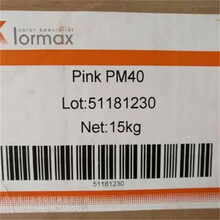 color specialist
lormax
Pink PM40
Lot:51181230
Net:15kg
51181230